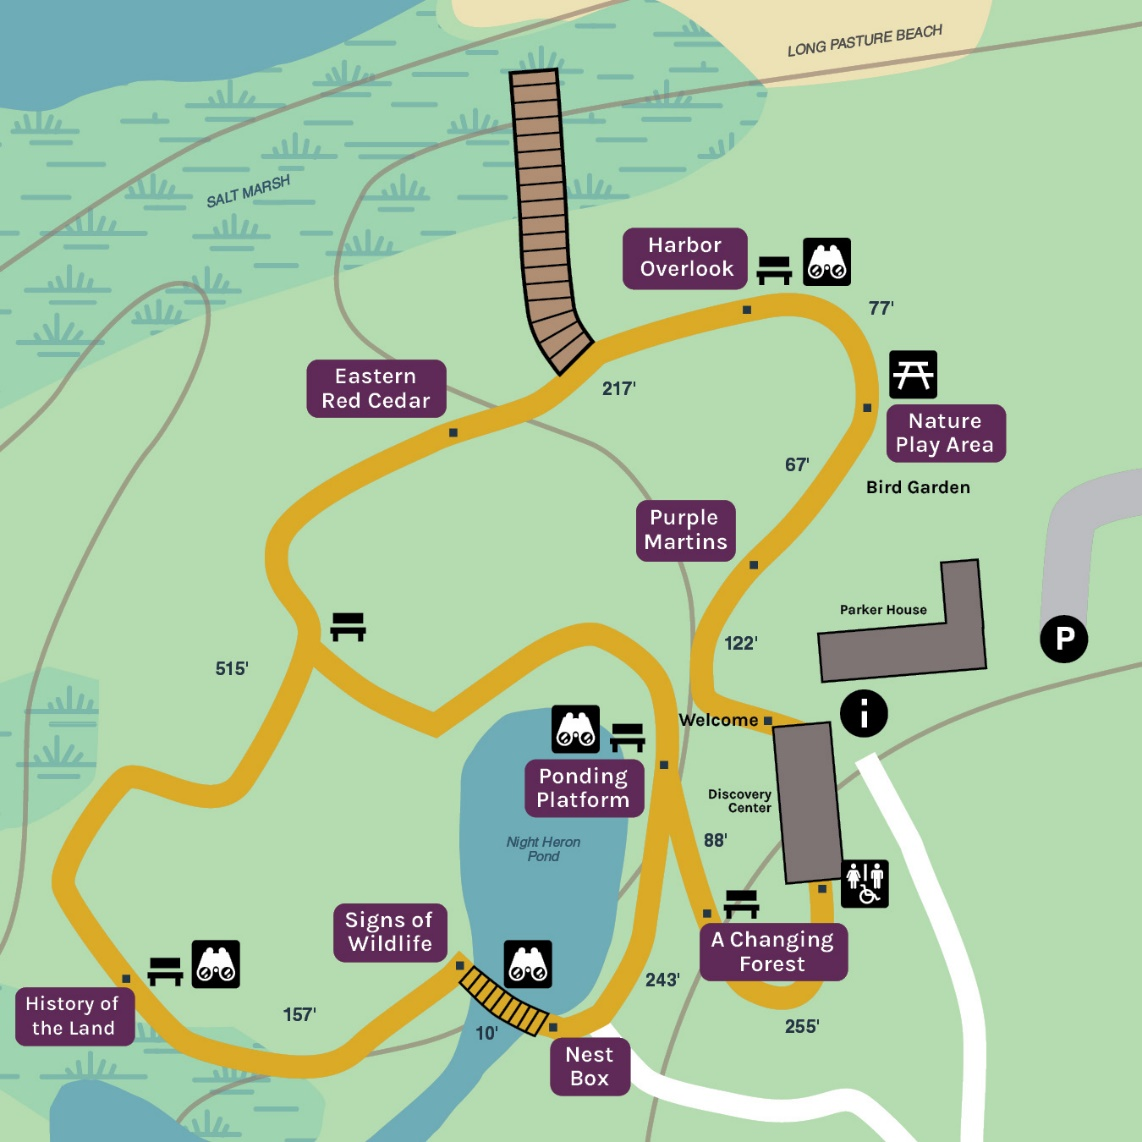 LONG PASTURE BEACH
SALT MARSH
Harbor
Overlook
77'
217'
Eastern
Red Cedar
Nature
Play Area
67'
Bird Garden
Purple
Martins
Parker House
P
122'
515'
Welcome
i
Ponding
Platform
Discovery
Center
Night Heron
Pond
88'
Signs of
Wildlife
A Changing
Forest
243'
History of
the Land
157'
10'
255'
Nest
Box